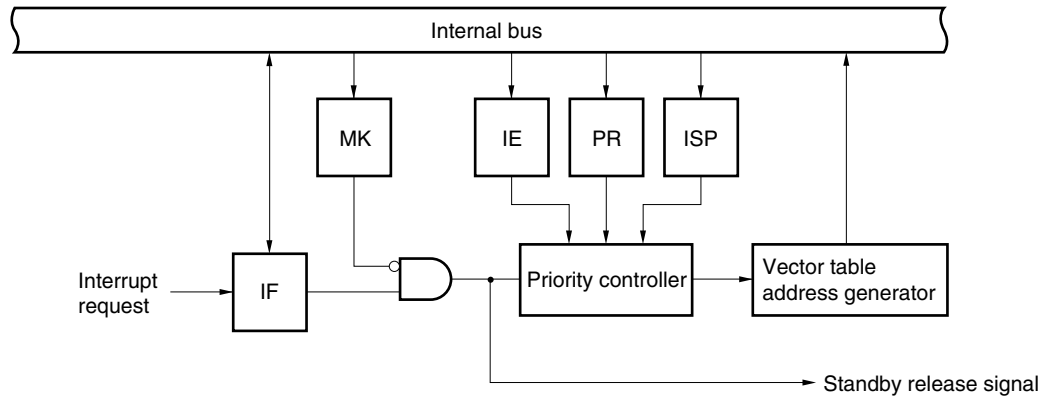 Internal bus
MK
IE
PR
ISP
Interrupt
request
IF
Priority controller
Vector table
address generator
Standby release signal